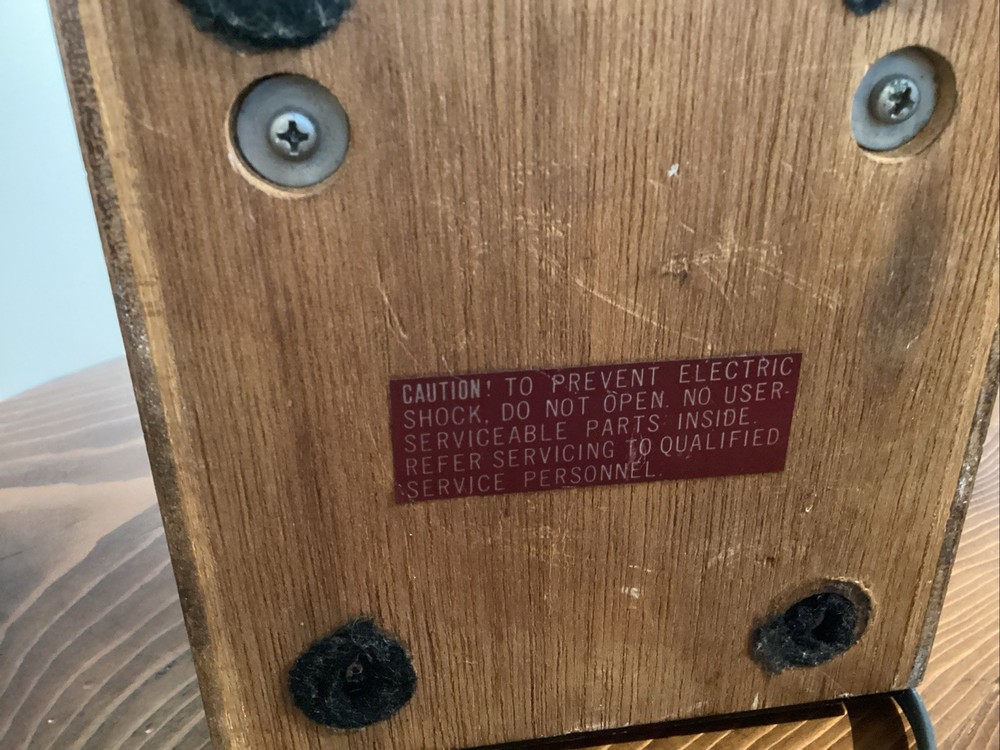 CAUTION! TO PREVENT ELECTRIC
SHOCK, DO NOT OPEN. NO USER-
SERVICEABLE PARTS INSIDE.
REFER SERVICING TO QUALIFIED
SERVICE PERSONNEL.